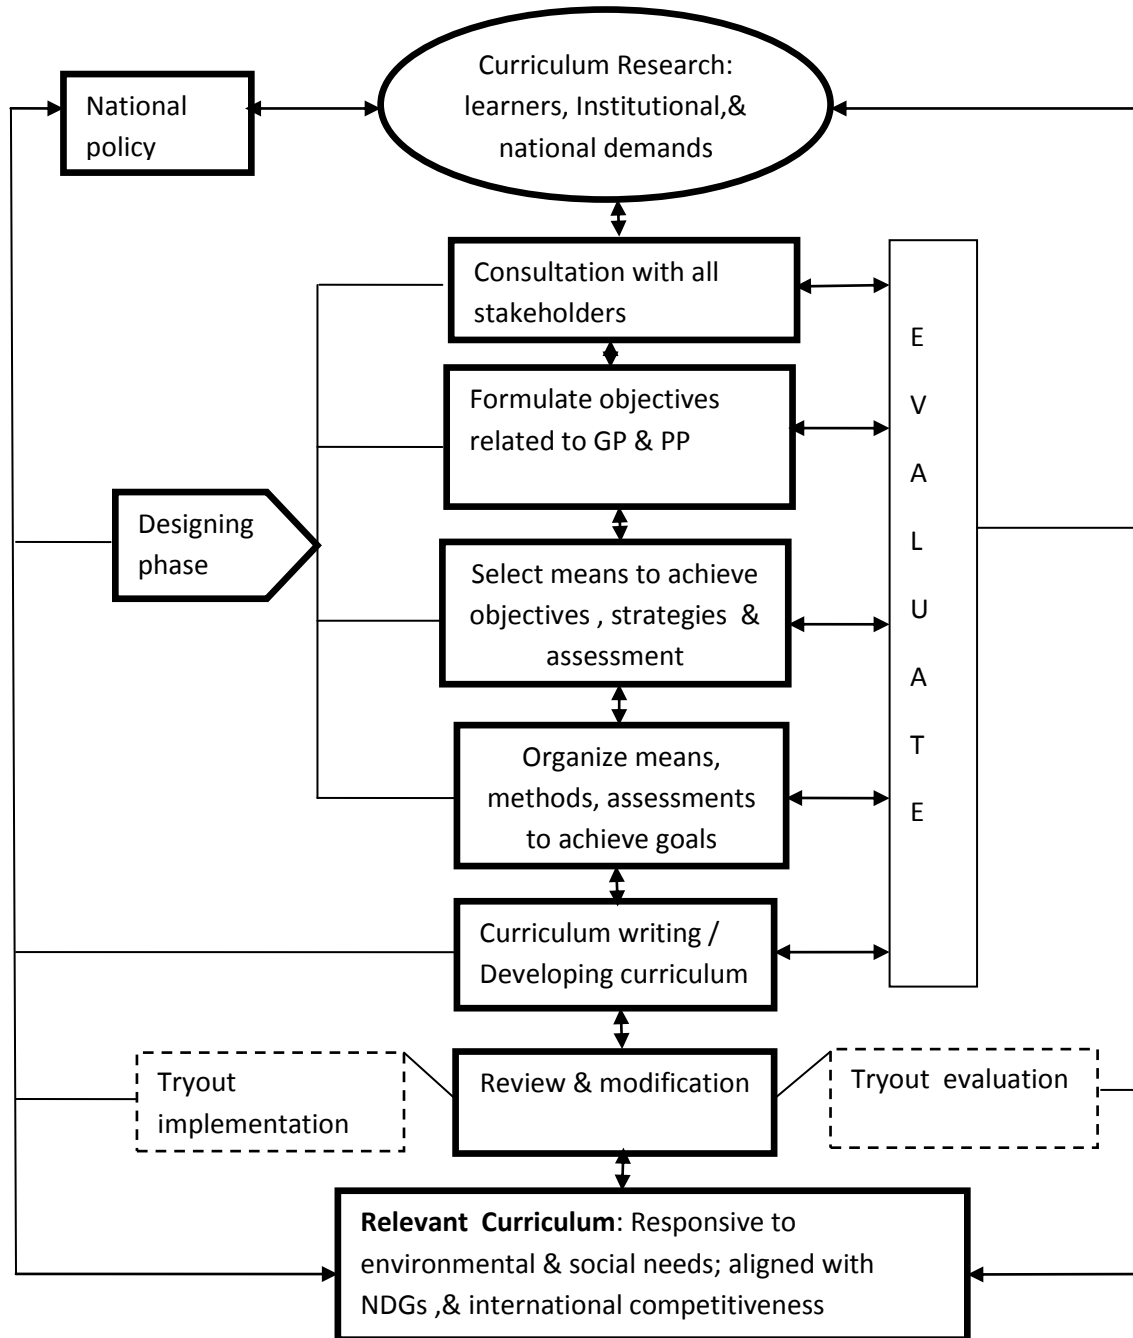 Curriculum Research:
learners, Institutional,&
national demands
National
policy
Consultation with all
stakeholders
Formulate objectives
related to GP & PP
Designing
phase
Select means to achieve
objectives , strategies &
assessment
Organize means,
methods, assessments
to achieve goals
Curriculum writing /
Developing curriculum
E
V
A
L
U
A
T
E
Tryout
implementation
Review & modification
Tryout evaluation
Relevant Curriculum: Responsive to
environmental & social needs; aligned with
NDGs ,& international competitiveness